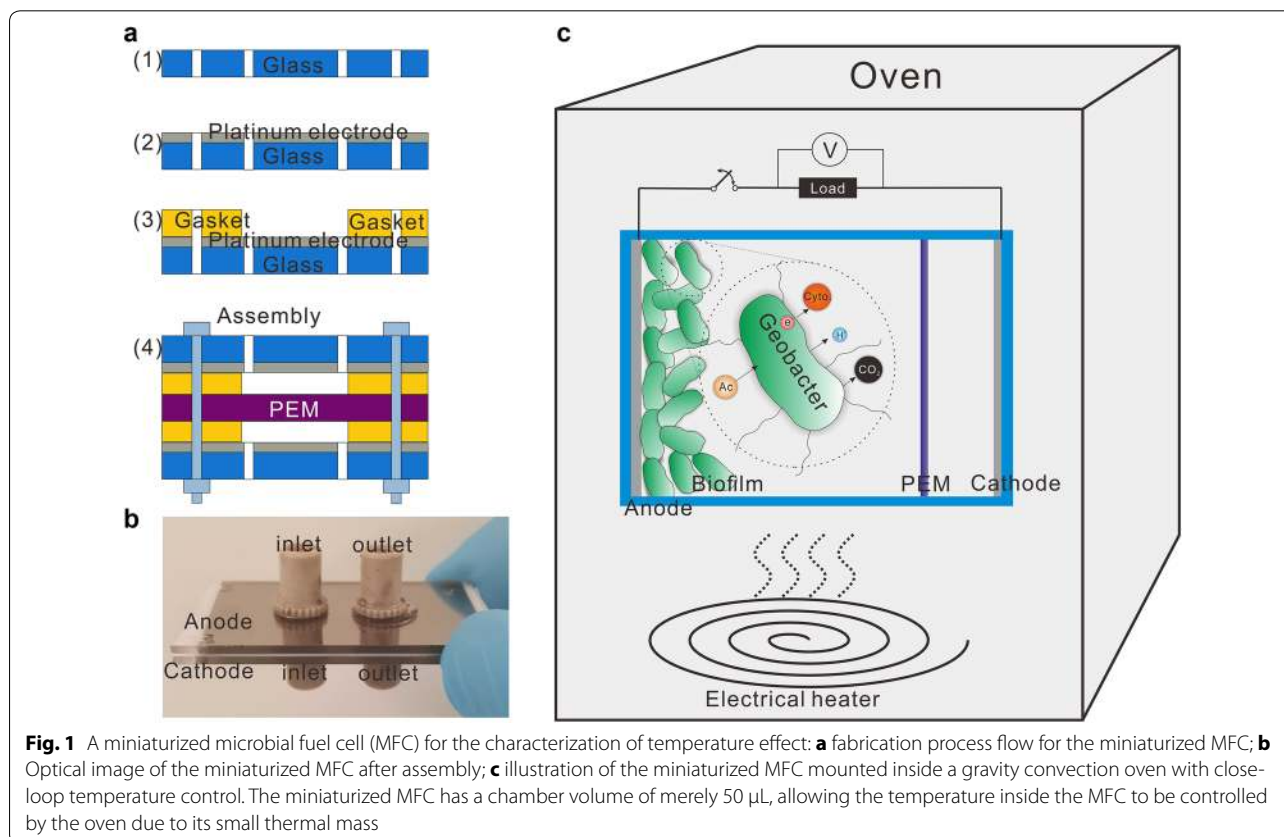 a
(1)
Glass
(2)
Platinum electrode
Glass
(3)
Gasket
Gasket
Platinum electrode
Glass
Assembly
(4)
PEM
b
inlet outlet
Anode
Cathode
inlet outlet
c
Oven
V
Load
Cyto
e
H
Geobacter
Ac
CO₂
Biofilm
PEM
Cathode
Anode
Electrical heater
Fig. 1 A miniaturized microbial fuel cell (MFC) for the characterization of temperature effect: a fabrication process flow for the miniaturized MFC; b
Optical image of the miniaturized MFC after assembly; c illustration of the miniaturized MFC mounted inside a gravity convection oven with close-
loop temperature control. The miniaturized MFC has a chamber volume of merely 50 µL, allowing the temperature inside the MFC to be controlled
by the oven due to its small thermal mass